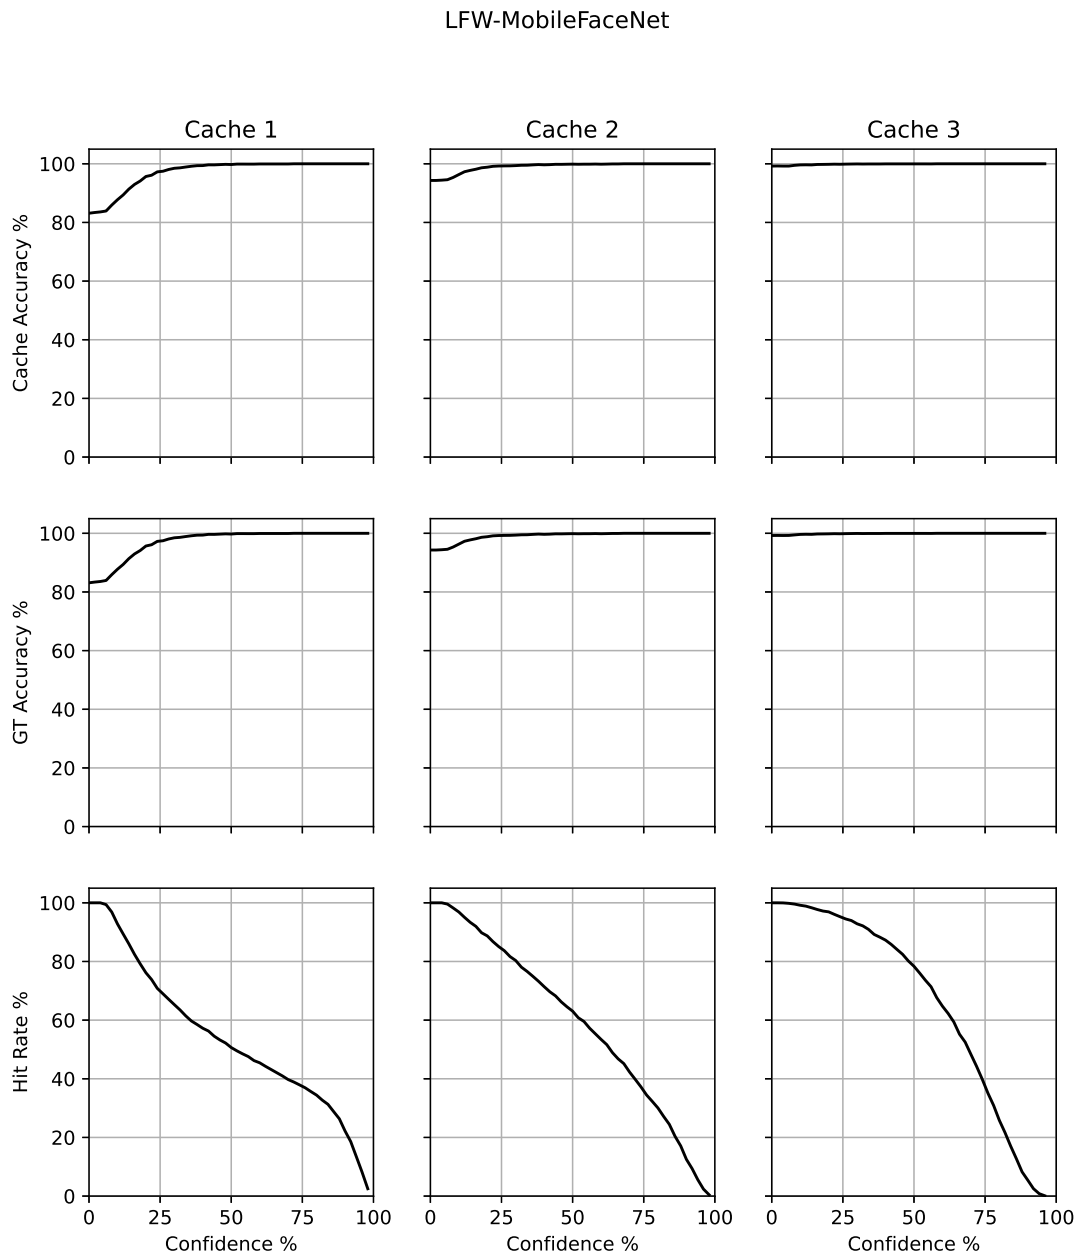 LFW-MobileFaceNet
Cache 1 Cache 2 Cache 3
100
80
60
40
20
0
Cache Accuracy %
100
80
60
40
20
0
GT Accuracy %
100
80
60
40
20
0
Hit Rate %
0 25 50 75 100 0 25 50 75 100 0 25 50 75 100
Confidence % Confidence % Confidence %